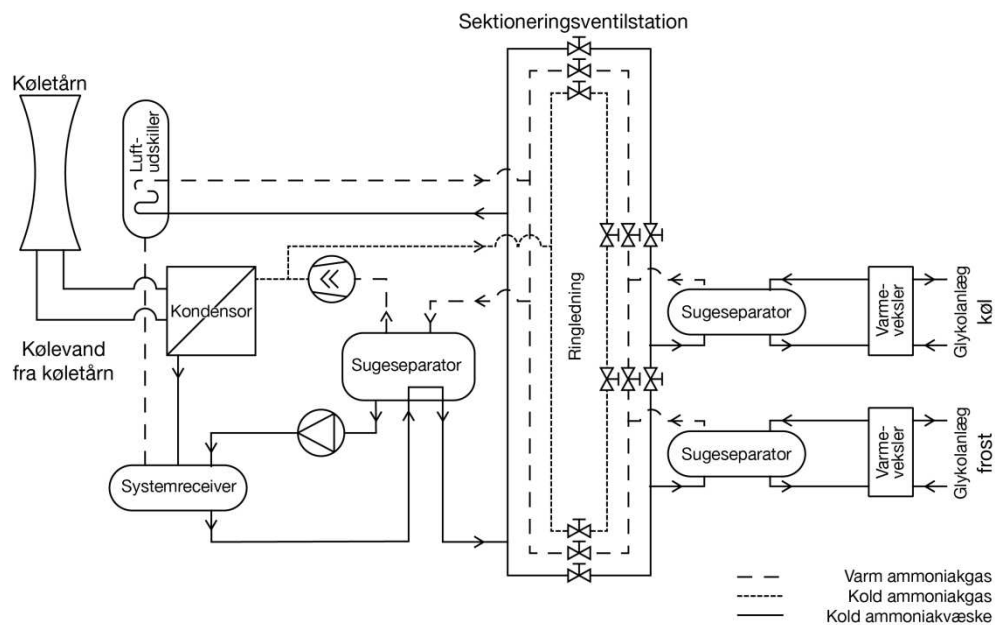 Sektioneringsventilstation
Køletårn
Luft-
udskiller
Kondensor
Kølevand
fra køletårn
Sugeseparator
Systemreceiver
Ringledning
Sugeseparator
Varme-
veksler
Glykolanlæg
køl
Sugeseparator
Varme-
veksler
Glykolanlæg
frost
Varm ammoniakgas
Kold ammoniakgas
Kold ammoniakvæske